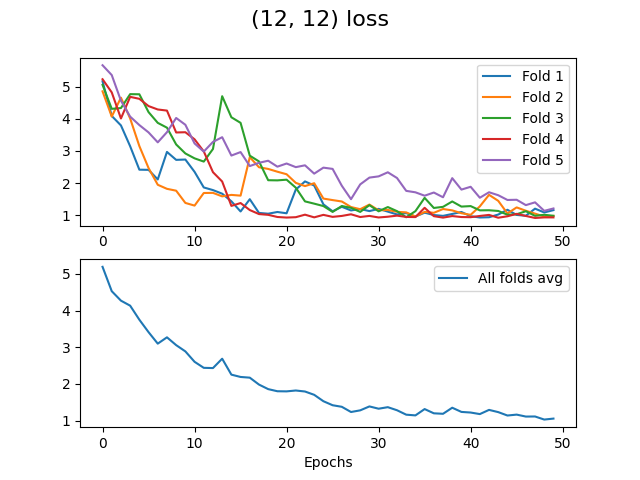 (12, 12) loss
5
4
3
2
1
Fold 1
Fold 2
Fold 3
Fold 4
Fold 5
0 10 20 30 40 50
5
4
3
2
1
All folds avg
0 10 20 30 40 50
Epochs